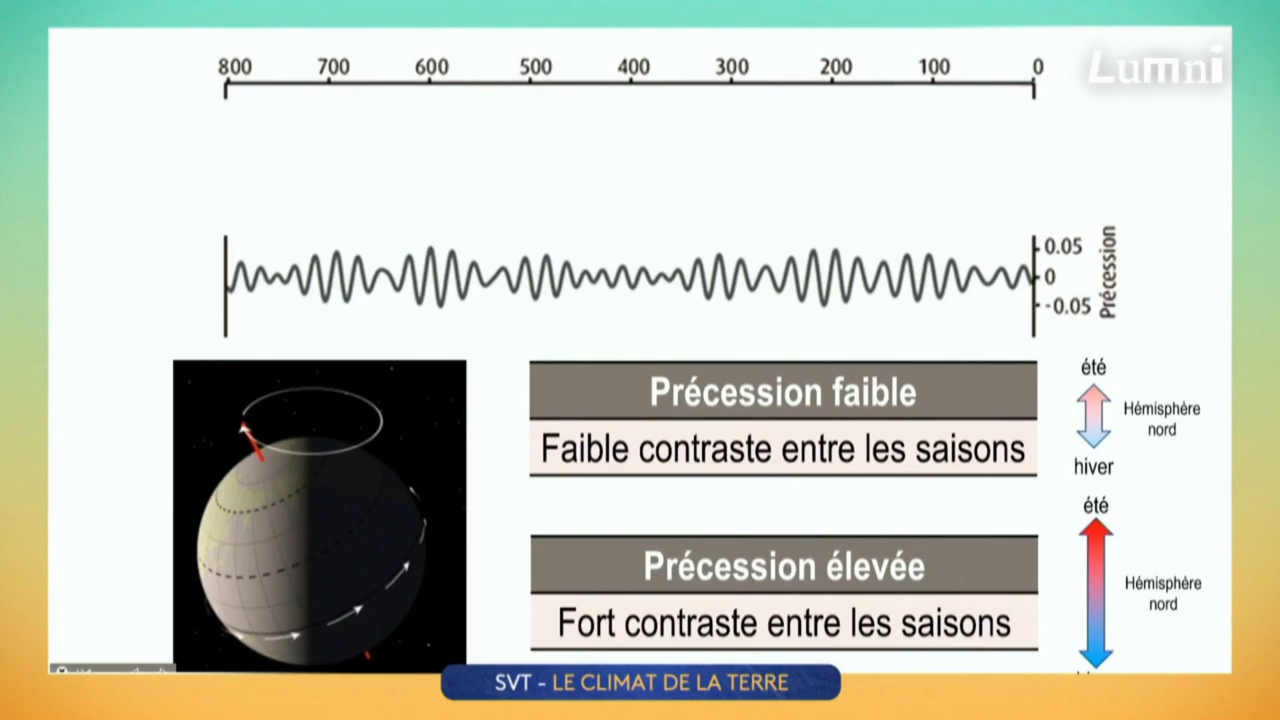 800 700 600 500 400 300 200 100 0
Lumni
0.05
0
-0.05
Précession
Précession faible
Faible contraste entre les saisons
été
Hémisphère
nord
hiver
Précession élevée
Fort contraste entre les saisons
été
Hémisphère
nord
SVT - LE CLIMAT DE LA TERRE